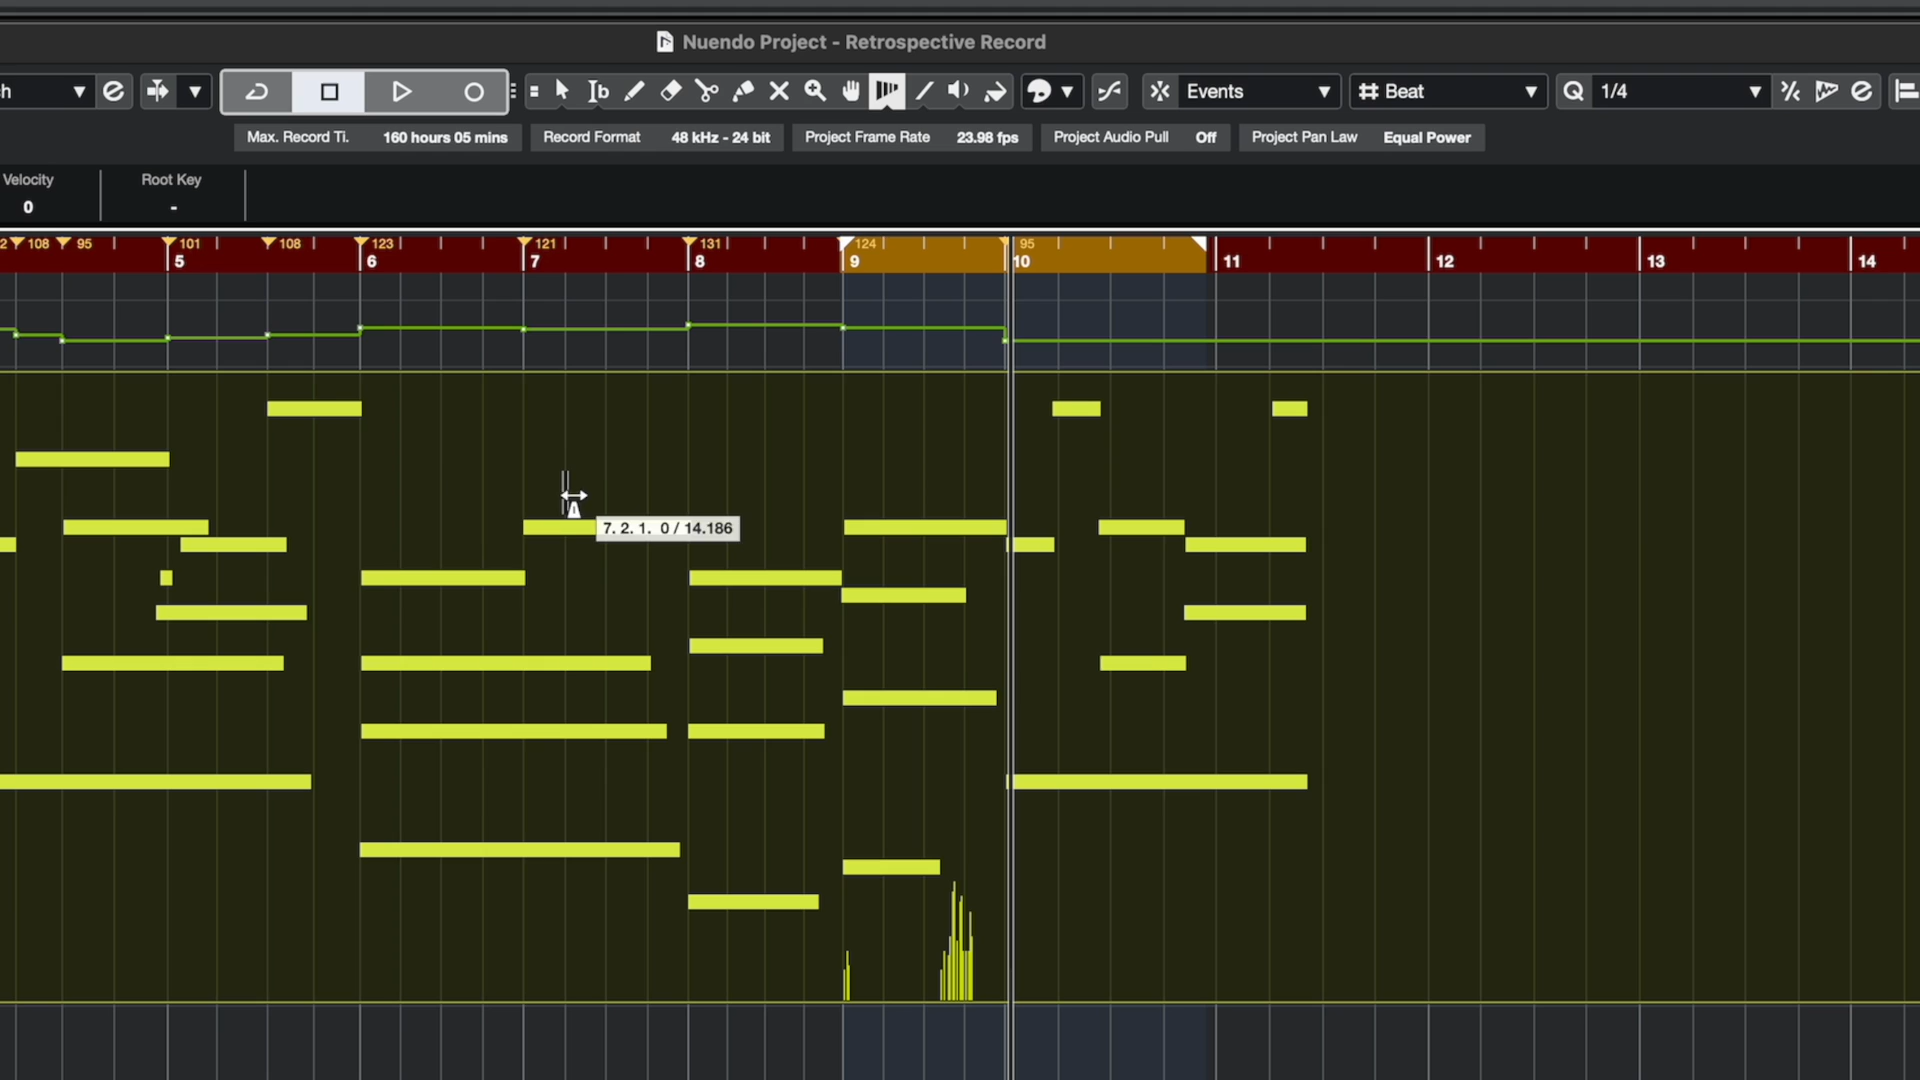 Nuendo Project - Retrospective Record
h Events Beat Q 1/4
Max. Record Ti. 160 hours 05 mins Record Format 48 kHz - 24 bit Project Frame Rate 23.98 fps Project Audio Pull Off Project Pan Law Equal Power
Velocity Root Key
0 -
2 108 95 101 108 123 121 131 124 95
5 6 7 8 9 10 11 12 13 14
7. 2. 1. 0 / 14.186